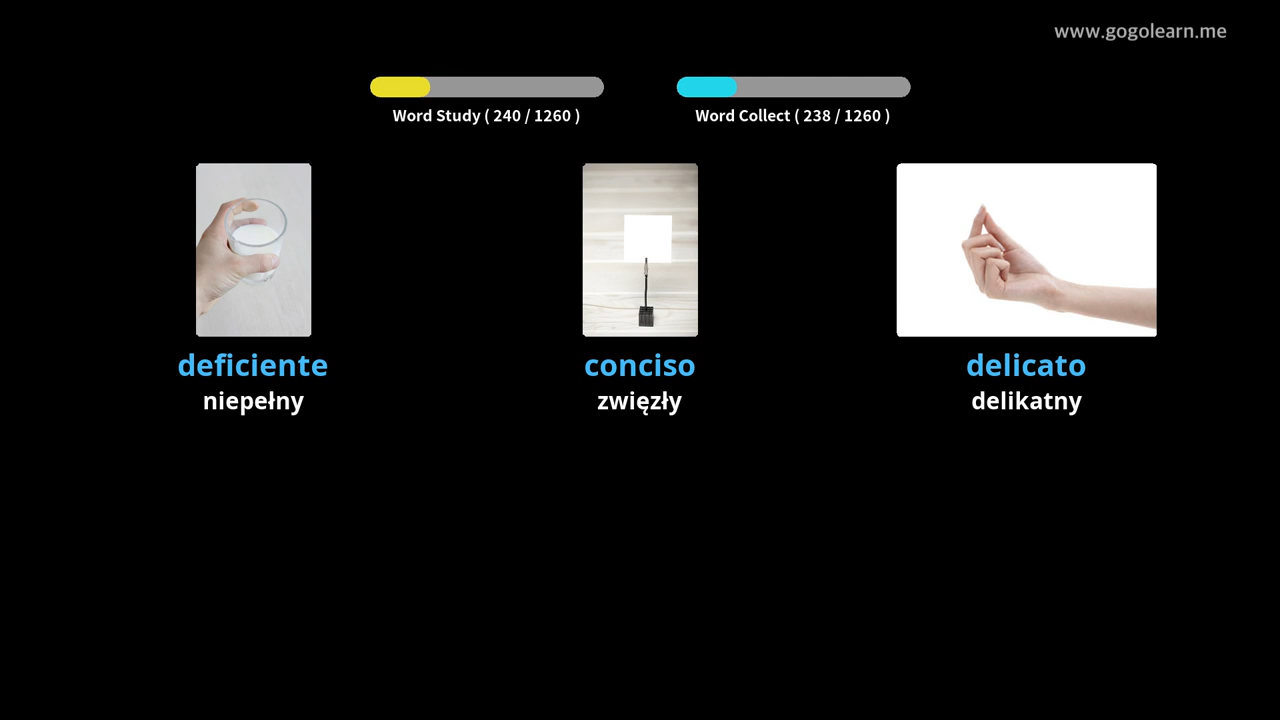 www.gogolearn.me
Word Study ( 240 / 1260 )
Word Collect ( 238 / 1260 )
deficiente
niepełny
conciso
zwięzły
delicato
delikatny